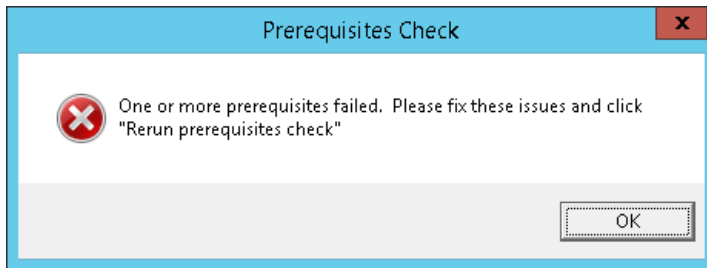 Prerequisites Check
x
One or more prerequisites failed.  Please fix these issues and click
"Rerun prerequisites check"
OK